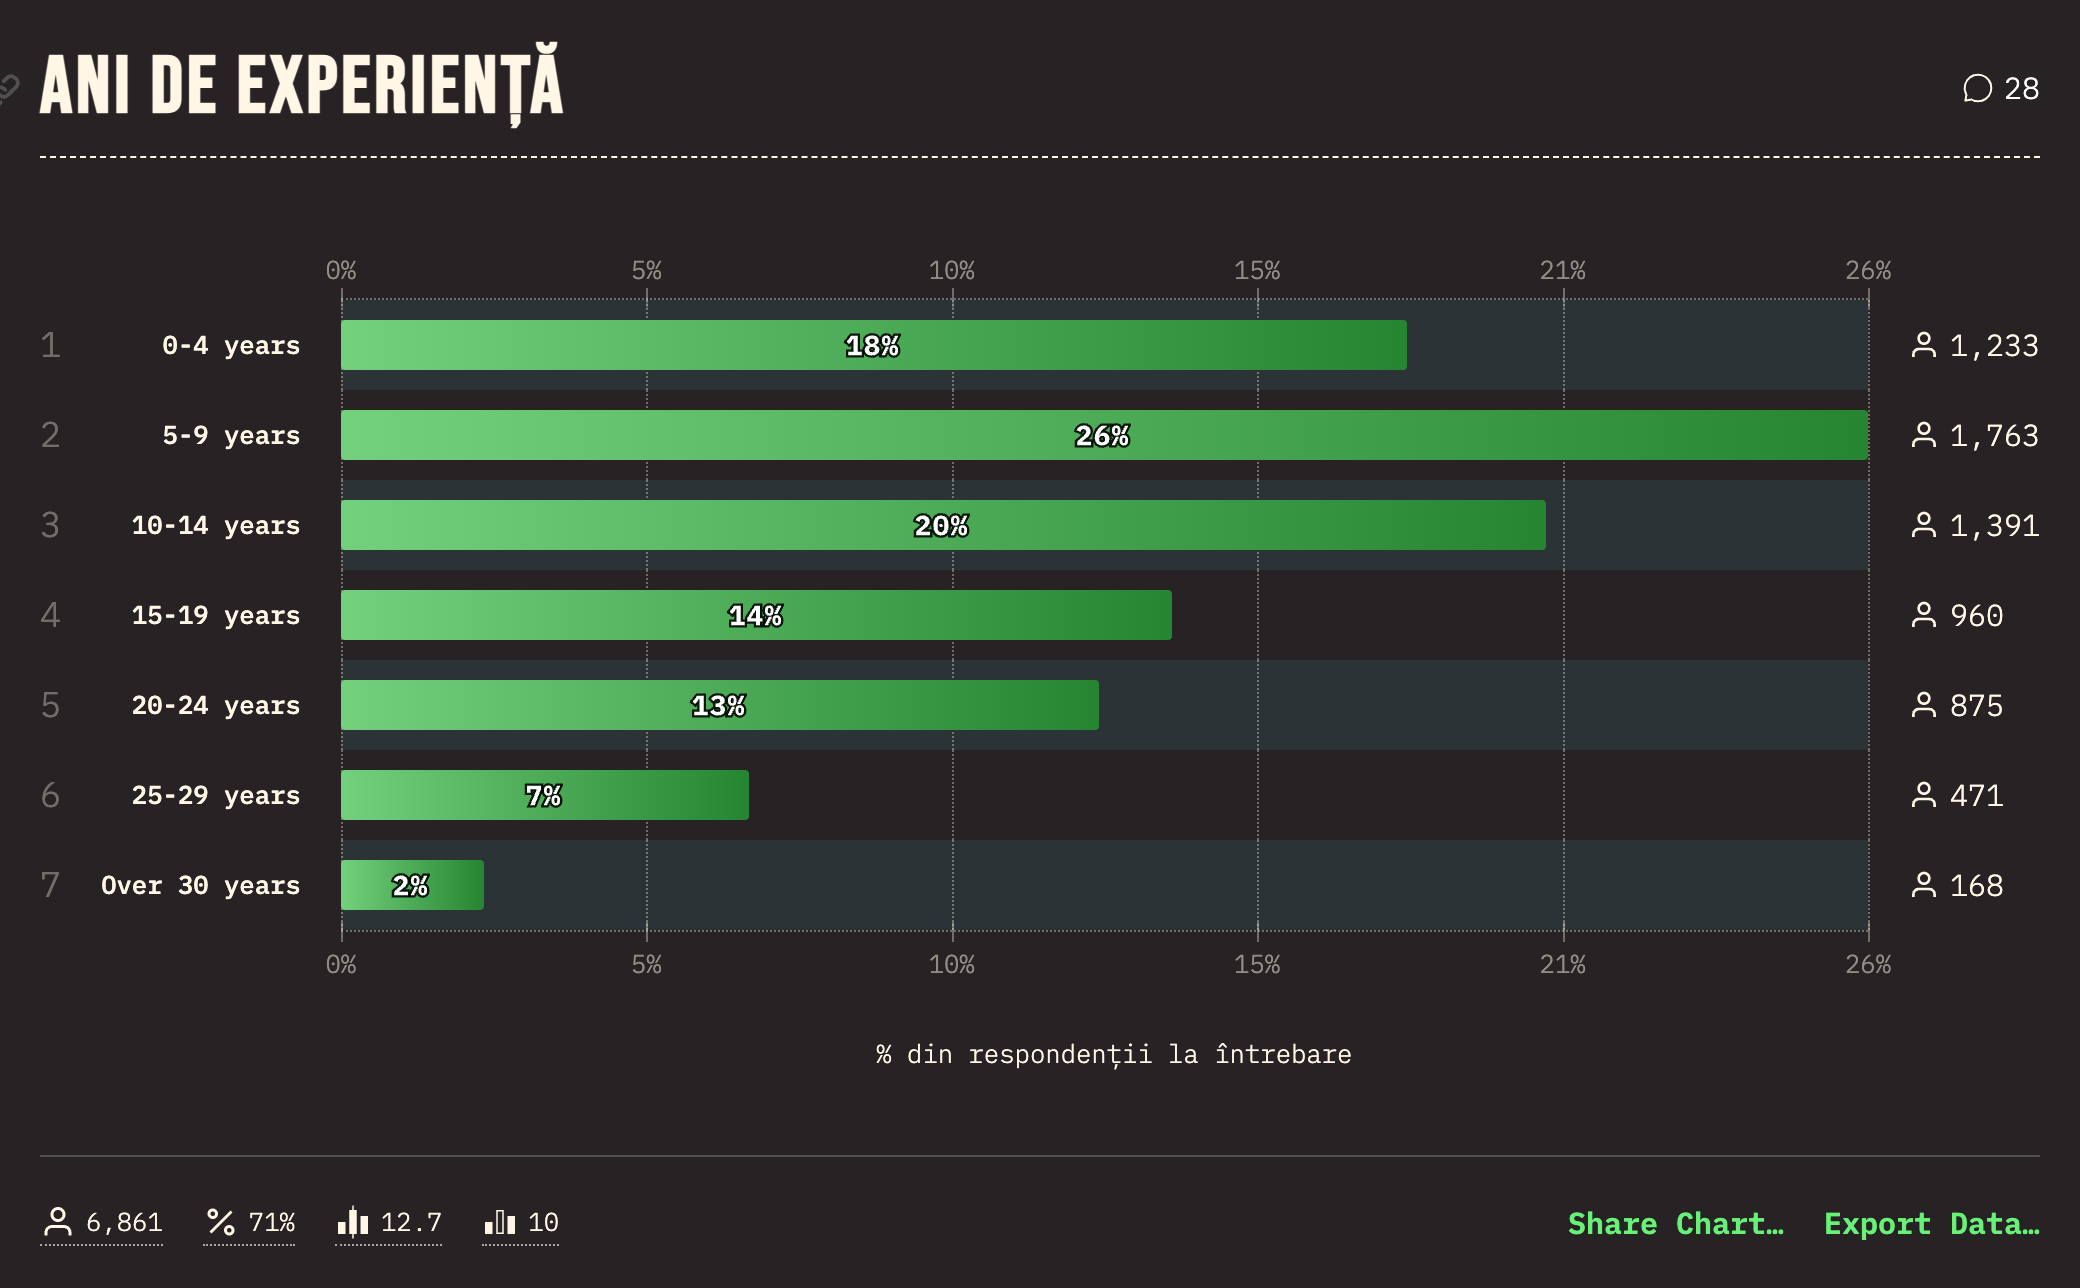 ANI DE EXPERIENȚĂ
28
0% 5% 10% 15% 21% 26%
1 0-4 years 18% 1,233
2 5-9 years 26% 1,763
3 10-14 years 20% 1,391
4 15-19 years 14% 960
5 20-24 years 13% 875
6 25-29 years 7% 471
7 Over 30 years 2% 168
0% 5% 10% 15% 21% 26%
% din respondenții la întrebare
6,861 71% 12.7 10 Share Chart… Export Data…